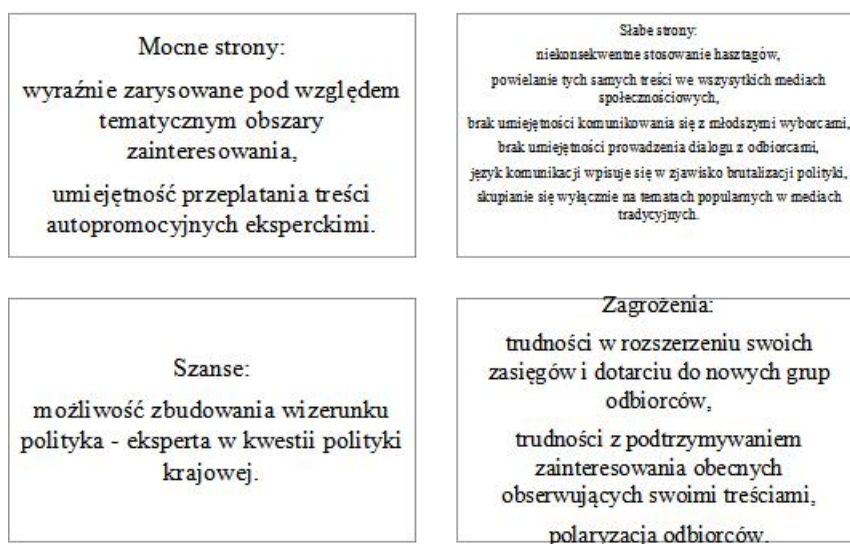 Mocne strony:
wyraźnie zarysowane pod względem
tematycznym obszary
zainteresowania,
umiejętność przeplatania treści
autopromocyjnych eksperckimi.
Słabe strony:
niekonsekwentne stosowanie hasztagów,
powielanie tych samych treści we wszysytkich mediach
społecznościowych,
brak umiejętności komunikowania się z młodszymi wyborcami,
brak umiejętności prowadzenia dialogu z odbiorcami,
język komunikacji wpisuje się w zjawisko brutalizacji polityki,
skupianie się wyłącznie na tematach popularnych w mediach
tradycyjnych.
Szanse:
możliwość zbudowania wizerunku
polityka - eksperta w kwestii polityki
krajowej.
Zagrożenia:
trudności w rozszerzeniu swoich
zasięgów i dotarciu do nowych grup
odbiorców,
trudności z podtrzymywaniem
zainteresowania obecnych
obserwujących swoimi treściami,
polaryzacja odbiorców.